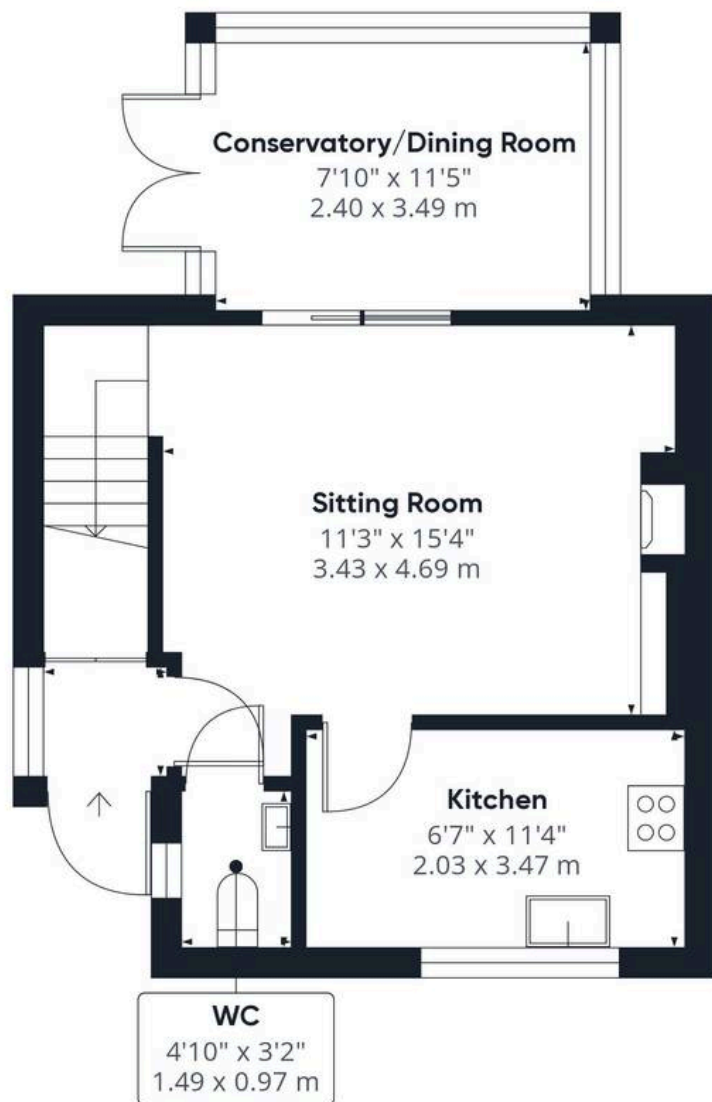 Conservatory/Dining Room
7'10" x 11'5"
2.40 x 3.49 m
Sitting Room
11'3" x 15'4"
3.43 x 4.69 m
Kitchen
6'7" x 11'4"
2.03 x 3.47 m
WC
4'10" x 3'2"
1.49 x 0.97 m